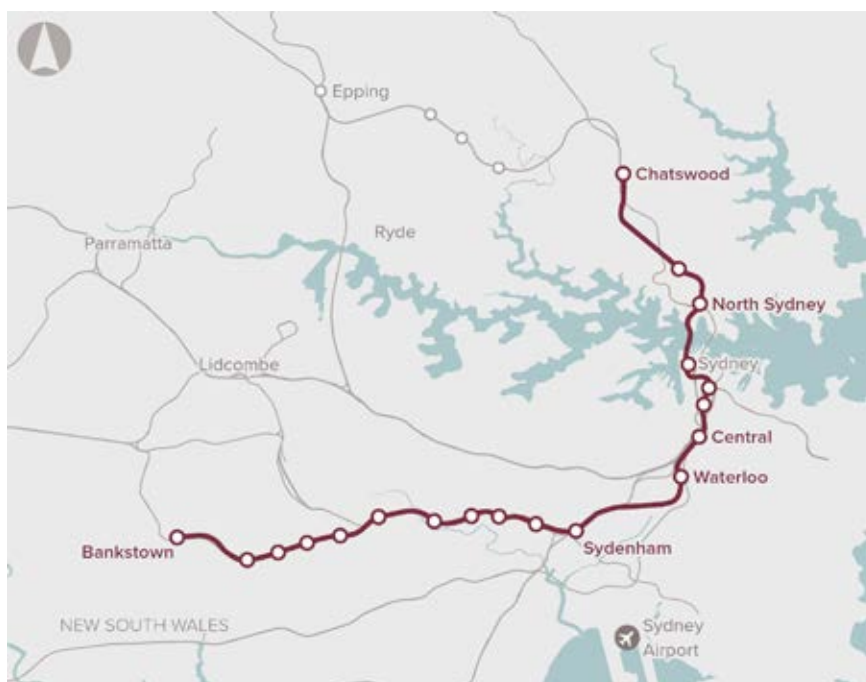 Epping
Chatswood
Ryde
Parramatta
North Sydney
Lidcombe
Sydney
Central
Waterloo
Bankstown
Sydenham
NEW SOUTH WALES
Sydney
Airport